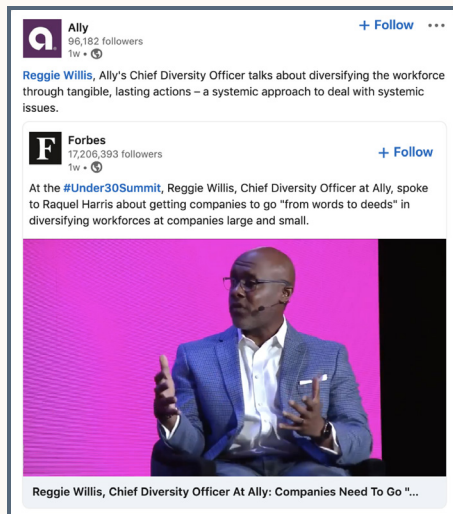 Ally
+ Follow
96,182 followers
1w •
Reggie Willis, Ally's Chief Diversity Officer talks about diversifying the workforce
through tangible, lasting actions – a systemic approach to deal with systemic
issues.
Forbes
17,206,393 followers
+ Follow
1w •
At the #Under30Summit, Reggie Willis, Chief Diversity Officer at Ally, spoke
to Raquel Harris about getting companies to go "from words to deeds" in
diversifying workforces at companies large and small.
Reggie Willis, Chief Diversity Officer At Ally: Companies Need To Go "...